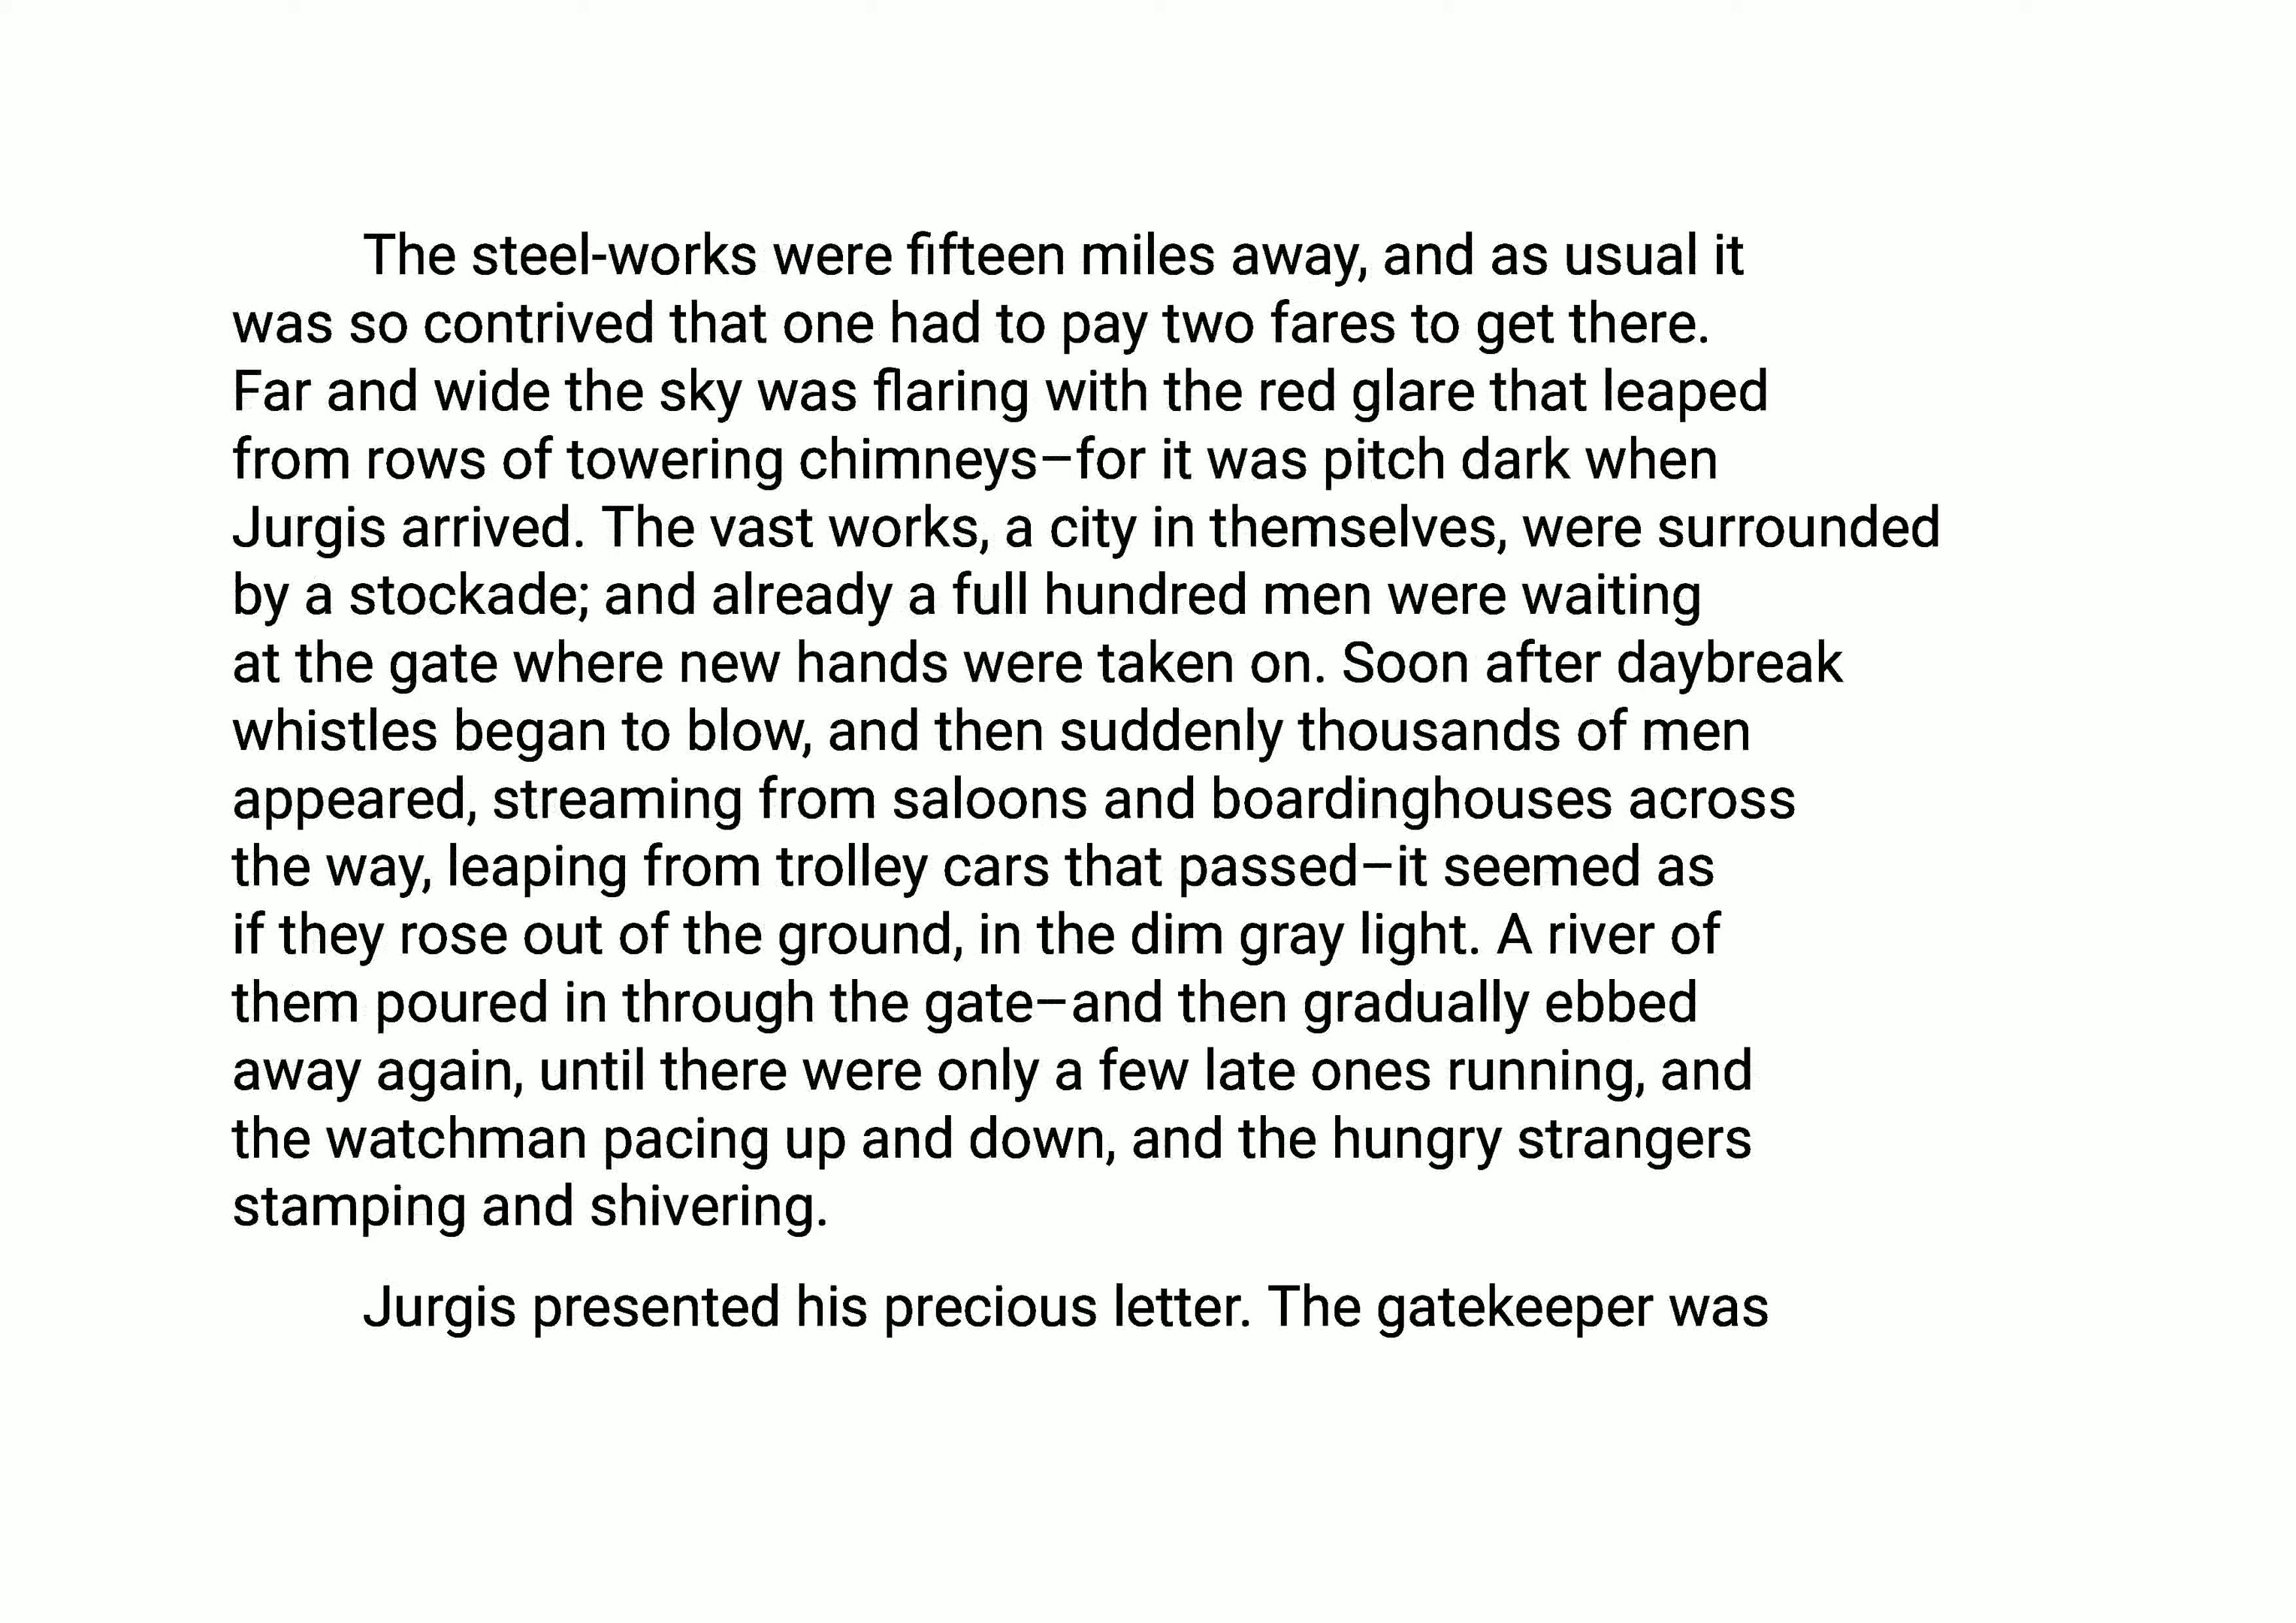 The steel-works were fifteen miles away, and as usual it
was so contrived that one had to pay two fares to get there.
Far and wide the sky was flaring with the red glare that leaped
from rows of towering chimneys–for it was pitch dark when
Jurgis arrived. The vast works, a city in themselves, were surrounded
by a stockade; and already a full hundred men were waiting
at the gate where new hands were taken on. Soon after daybreak
whistles began to blow, and then suddenly thousands of men
appeared, streaming from saloons and boardinghouses across
the way, leaping from trolley cars that passed–it seemed as
if they rose out of the ground, in the dim gray light. A river of
them poured in through the gate–and then gradually ebbed
away again, until there were only a few late ones running, and
the watchman pacing up and down, and the hungry strangers
stamping and shivering.
Jurgis presented his precious letter. The gatekeeper was